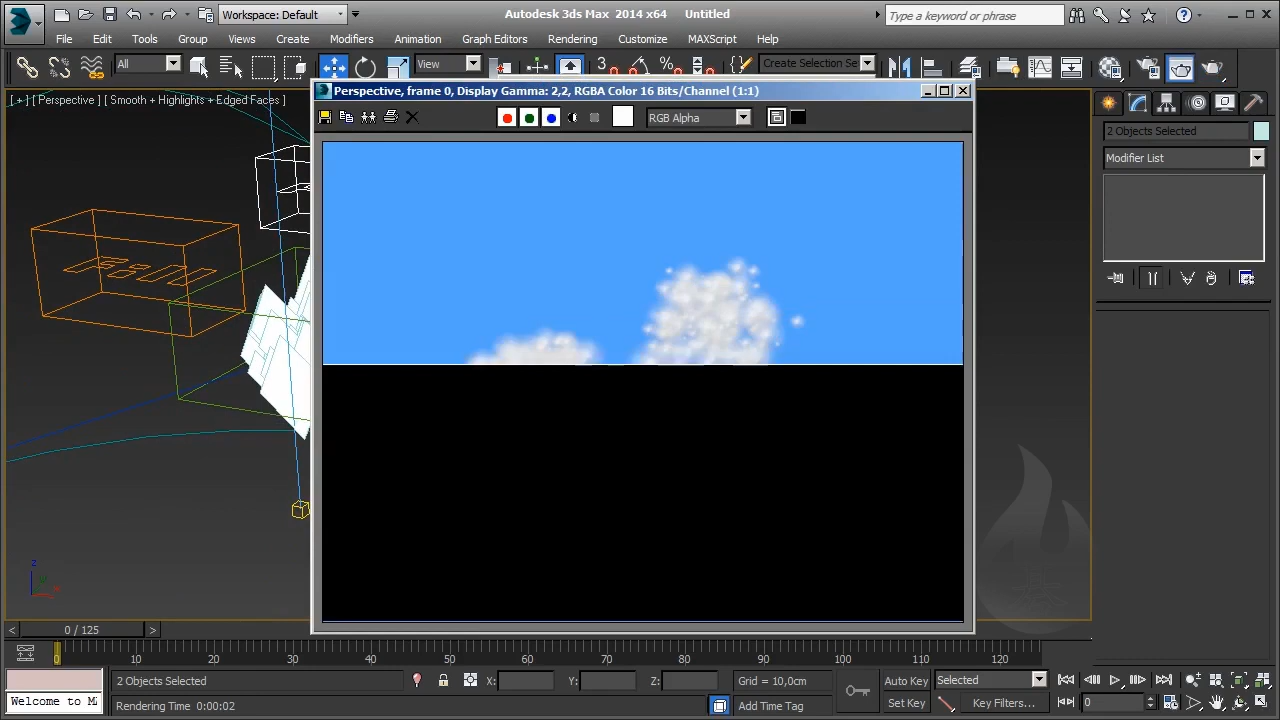 Workspace: Default
Autodesk 3ds Max 2014 x64
Untitled
Type a keyword or phrase
File
Edit
Tools
Group
Views
Create
Modifiers
Animation
Graph Editors
Rendering
Customize
MAXScript
Help
All
View
3
Create Selection Se
[ + ] [ Perspective ] [ Smooth + Highlights + Edged Faces ]
Perspective, frame 0, Display Gamma: 2,2, RGBA Color 16 Bits/Channel (1:1)
RGB Alpha
2 Objects Selected
Modifier List
z
0 / 125
0
10
20
30
40
50
60
70
80
90
100
110
120
2 Objects Selected
X:
Y:
Z:
Grid = 10,0cm
Auto Key
Selected
Welcome to M
Rendering Time 0:00:02
Add Time Tag
Set Key
Key Filters...
0